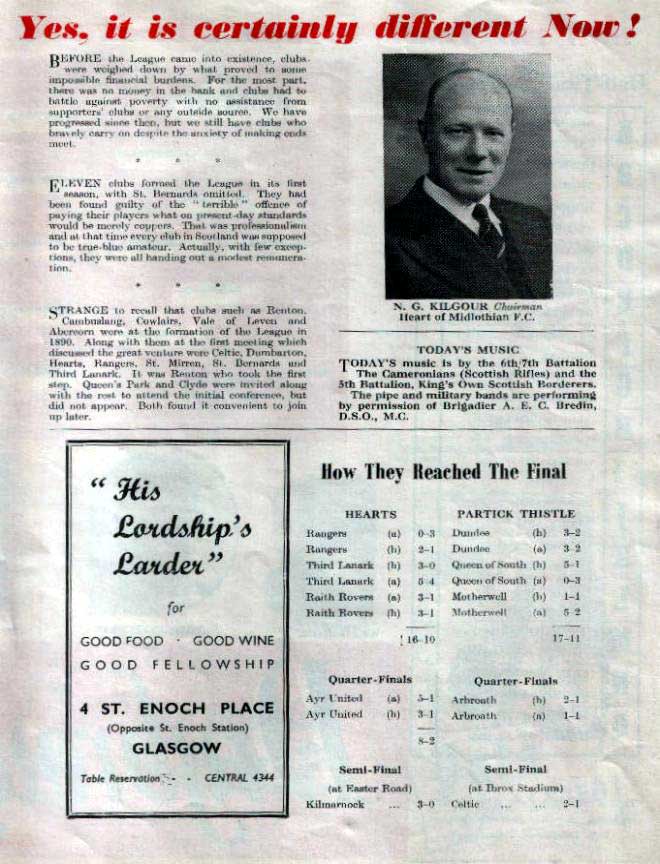 Yes, it is certainly different Now!
BEFORE the League came into existence, clubs
were weighed down by what proved to some
impossible financial burdens. For the most part,
there was no money in the bank and clubs had to
battle against poverty with no assistance from
supporters' clubs or any outside source. We have
progressed since then, but we still have clubs who
bravely carry on despite the anxiety of making ends
meet.
* * *
ELEVEN clubs formed the League in its first
season, with St. Bernards omitted. They had
been found guilty of the "terrible" offence of
paying their players what on present-day standards
would be merely coppers. That was professionalism
and at that time every club in Scotland was supposed
to be true-blue amateur. Actually, with few excep-
tions, they were all handing out a modest remunera-
tion.
* * *
STRANGE to recall that clubs such as Renton,
Cambuslang, Cowlairs, Vale of Leven and
Abercorn were at the formation of the League in
1890. Along with them at the first meeting which
discussed the great venture were Celtic, Dumbarton,
Hearts, Rangers, St. Mirren, St. Bernards and
Third Lanark. It was Renton who took the first
step. Queen's Park and Clyde were invited along
with the rest to attend the initial conference, but
did not appear. Both found it convenient to join
up later.
N. G. KILGOUR Chairman
Heart of Midlothian F.C.
TODAY'S MUSIC
TODAY'S music is by the 6th/7th Battalion
The Cameronians (Scottish Rifles) and the
5th Battalion, King's Own Scottish Borderers.
The pipe and military bands are performing
by permission of Brigadier A. E. C. Bredin,
D.S.O., M.C.
"His
Lordship's
Larder"
for
GOOD FOOD · GOOD WINE
GOOD FELLOWSHIP
4 ST. ENOCH PLACE
(Opposite St. Enoch Station)
GLASGOW
Table Reservation - - CENTRAL 4344
How They Reached The Final
HEARTS
Rangers (a) 0-3
Rangers (h) 2-1
Third Lanark (h) 3-0
Third Lanark (a) 5-4
Raith Rovers (a) 3-1
Raith Rovers (h) 3-1
16-10
Quarter-Finals
Ayr United (a) 5-1
Ayr United (h) 3-1
8-2
Semi-Final
(at Easter Road)
Kilmarnock ... 3-0
PARTICK THISTLE
Dundee (h) 3-2
Dundee (a) 3-2
Queen of South (h) 5-1
Queen of South (a) 0-3
Motherwell (h) 1-1
Motherwell (a) 5-2
17-11
Quarter-Finals
Arbroath (h) 2-1
Arbroath (a) 1-1
Semi-Final
(at Ibrox Stadium)
Celtic ... ... 2-1